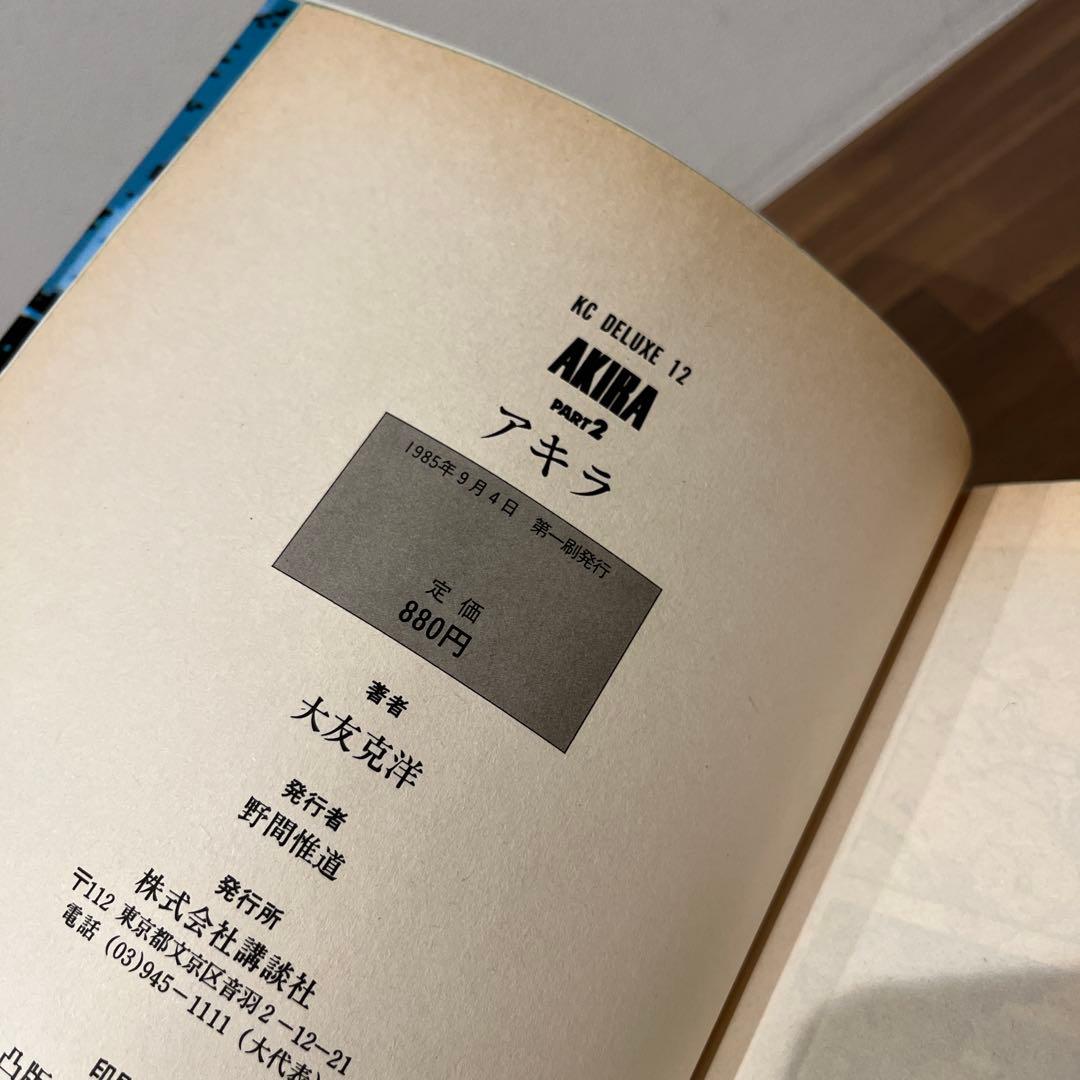 KC DELUXE 12
AKIRA
PART2
アキラ
1985年9月4日 第一刷発行
定価
880円
著者
大友克洋
発行者
野間惟道
発行所
株式会社講談社
〒112 東京都文京区音羽2-12-21
電話 (03)945-1111 (大代表)
凸版